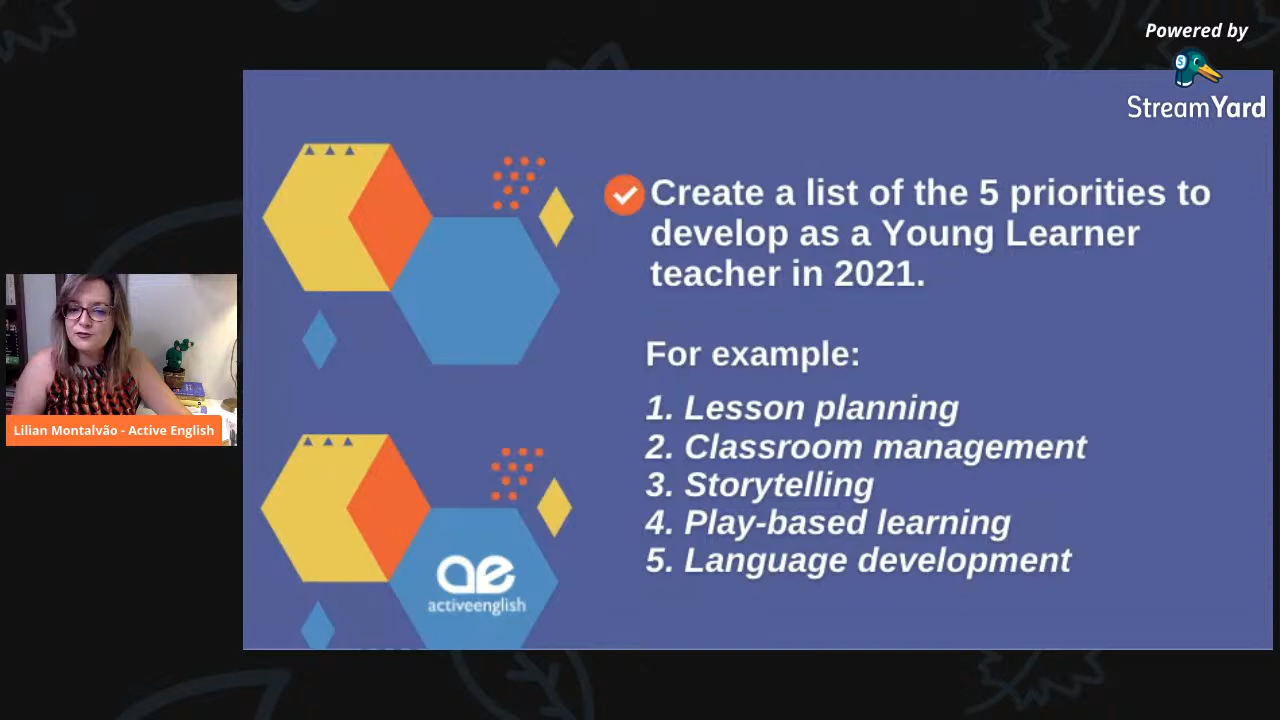 Powered by
StreamYard
Create a list of the 5 priorities to
develop as a Young Learner
teacher in 2021.
For example:
1. Lesson planning
2. Classroom management
3. Storytelling
4. Play-based learning
5. Language development
Lilian Montalvão - Active English
ae
activeenglish